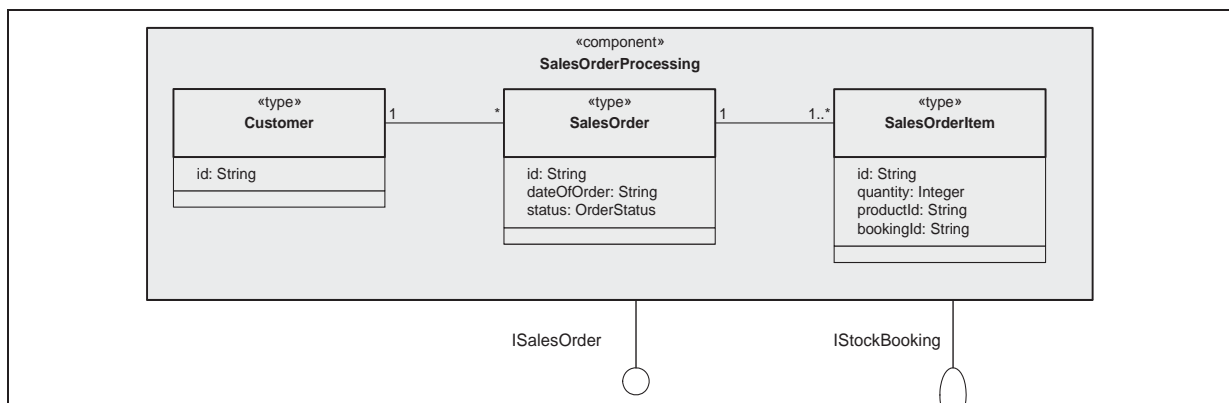 «component»
SalesOrderProcessing
«type»
Customer
id: String
1
*
«type»
SalesOrder
id: String
dateOfOrder: String
status: OrderStatus
1
1..*
«type»
SalesOrderItem
id: String
quantity: Integer
productId: String
bookingId: String
ISalesOrder
IStockBooking